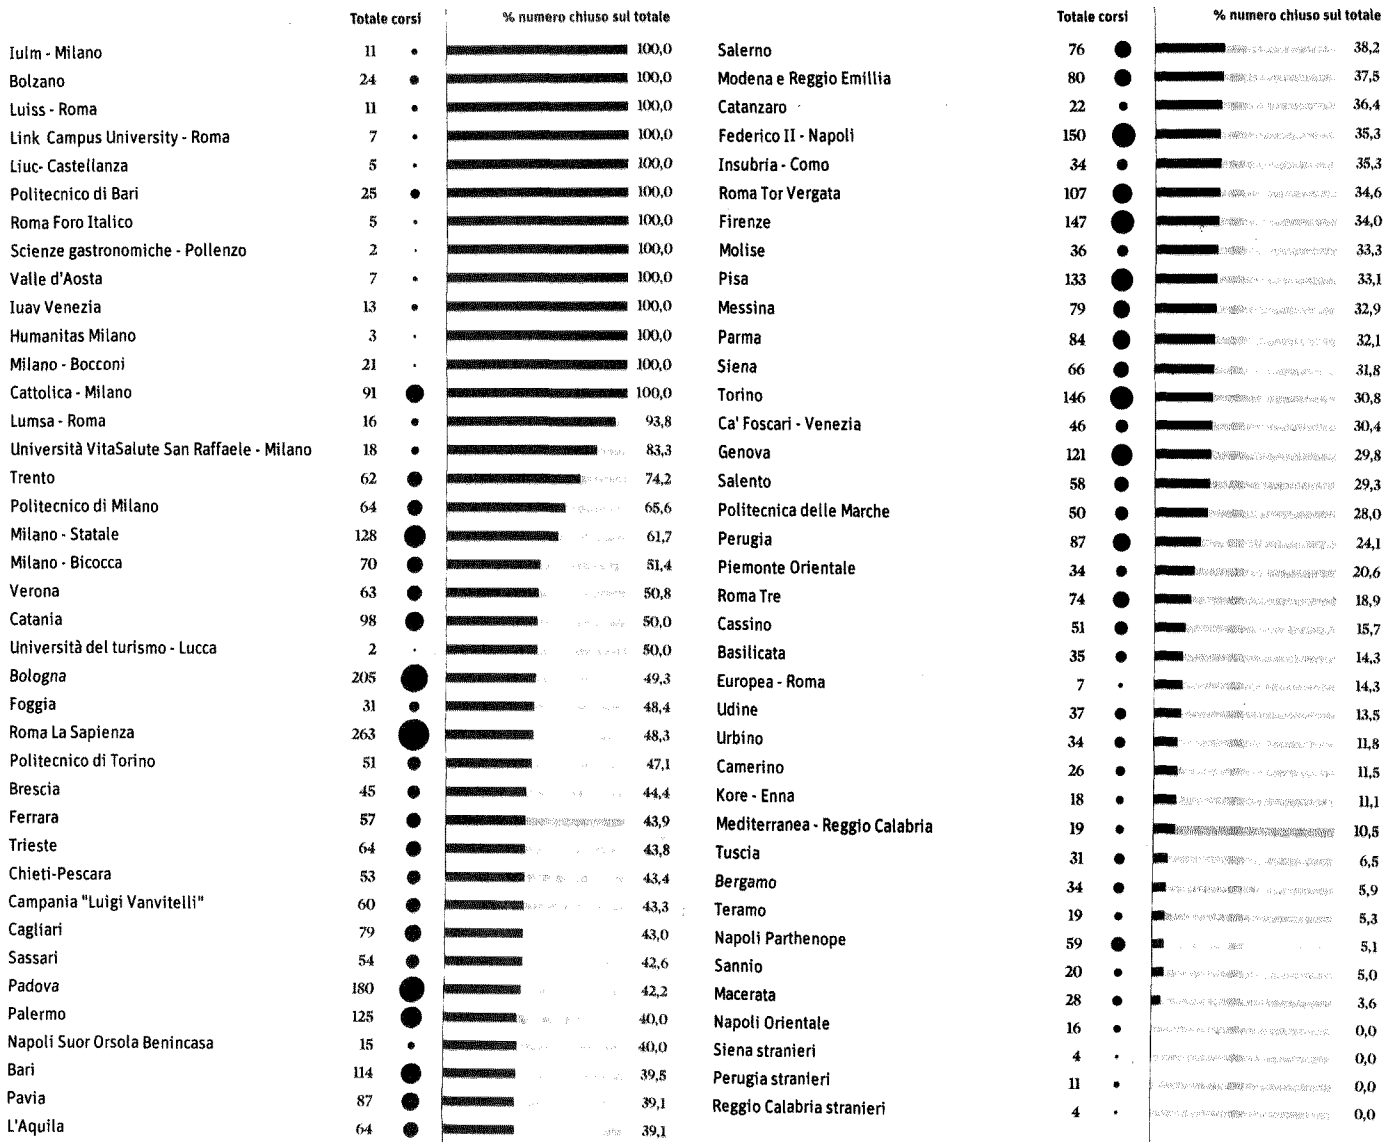 Totale corsi % numero chiuso sul totale
Iulm - Milano 11 100,0
Bolzano 24 100,0
Luiss - Roma 11 100,0
Link Campus University - Roma 7 100,0
Liuc- Castellanza 5 100,0
Politecnico di Bari 25 100,0
Roma Foro Italico 5 100,0
Scienze gastronomiche - Pollenzo 2 100,0
Valle d'Aosta 7 100,0
Iuav Venezia 13 100,0
Humanitas Milano 3 100,0
Milano - Bocconi 21 100,0
Cattolica - Milano 91 100,0
Lumsa - Roma 16 93,8
Università VitaSalute San Raffaele - Milano 18 83,3
Trento 62 74,2
Politecnico di Milano 64 65,6
Milano - Statale 128 61,7
Milano - Bicocca 70 51,4
Verona 63 50,8
Catania 98 50,0
Università del turismo - Lucca 2 50,0
Bologna 205 49,3
Foggia 31 48,4
Roma La Sapienza 263 48,3
Politecnico di Torino 51 47,1
Brescia 45 44,4
Ferrara 57 43,9
Trieste 64 43,8
Chieti-Pescara 53 43,4
Campania "Luigi Vanvitelli" 60 43,3
Cagliari 79 43,0
Sassari 54 42,6
Padova 180 42,2
Palermo 125 40,0
Napoli Suor Orsola Benincasa 15 40,0
Bari 114 39,5
Pavia 87 39,1
L'Aquila 64 39,1
Totale corsi % numero chiuso sul totale
Salerno 76 38,2
Modena e Reggio Emillia 80 37,5
Catanzaro 22 36,4
Federico II - Napoli 150 35,3
Insubria - Como 34 35,3
Roma Tor Vergata 107 34,6
Firenze 147 34,0
Molise 36 33,3
Pisa 133 33,1
Messina 79 32,9
Parma 84 32,1
Siena 66 31,8
Torino 146 30,8
Ca' Foscari - Venezia 46 30,4
Genova 121 29,8
Salento 58 29,3
Politecnica delle Marche 50 28,0
Perugia 87 24,1
Piemonte Orientale 34 20,6
Roma Tre 74 18,9
Cassino 51 15,7
Basilicata 35 14,3
Europea - Roma 7 14,3
Udine 37 13,5
Urbino 34 11,8
Camerino 26 11,5
Kore - Enna 18 11,1
Mediterranea - Reggio Calabria 19 10,5
Tuscia 31 6,5
Bergamo 34 5,9
Teramo 19 5,3
Napoli Parthenope 59 5,1
Sannio 20 5,0
Macerata 28 3,6
Napoli Orientale 16 0,0
Siena stranieri 4 0,0
Perugia stranieri 11 0,0
Reggio Calabria stranieri 4 0,0